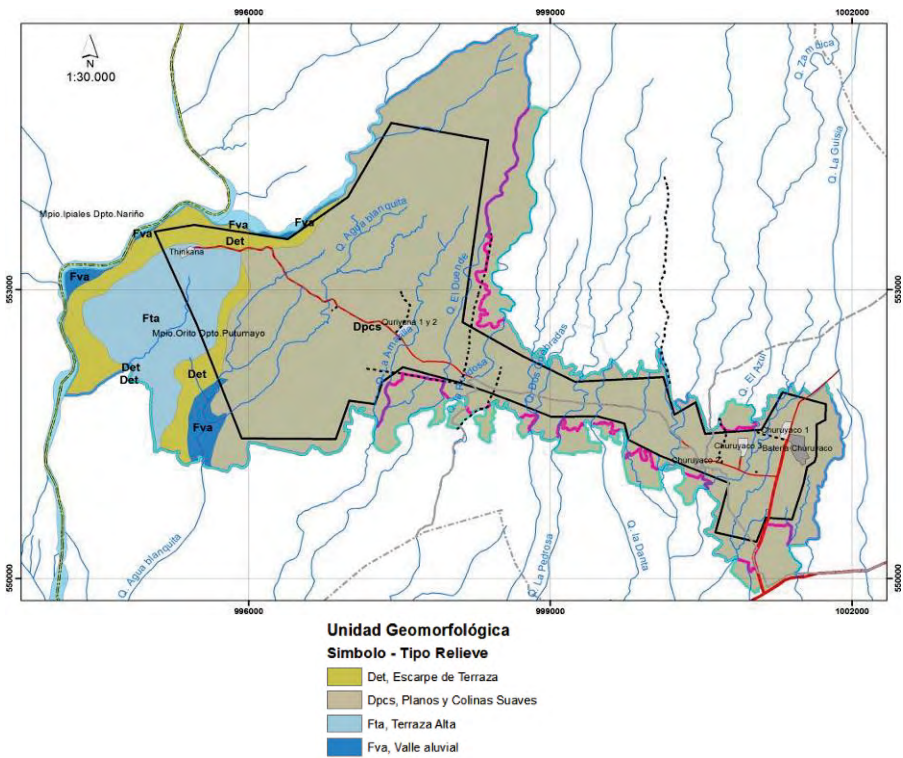 996000
999000
1002000
N
1:30.000
Q. Zamdica
Q. La Guisia
Mpio.Ipiales Dpto.Nariño
Fva
Fva
Fva
Det
Q. Agua blanquita
Thinkana
Fva
553000
553000
Fta
Q. El Duende
Mpio.Orito Dpto.Putumayo
Dpcs
Quriyana 1 y 2
Det
Det
Det
Q. Dos Quebradas
Q. El Azul
Fva
Churuyaco 1
Churuyaco 3
Bateria Churuyaco
Churuyaco 2
Q. Agua blanquita
Q. La Pedrosa
Q. la Danta
550000
550000
996000
999000
1002000
Unidad Geomorfológica
Simbolo - Tipo Relieve
Det, Escarpe de Terraza
Dpcs, Planos y Colinas Suaves
Fta, Terraza Alta
Fva, Valle aluvial